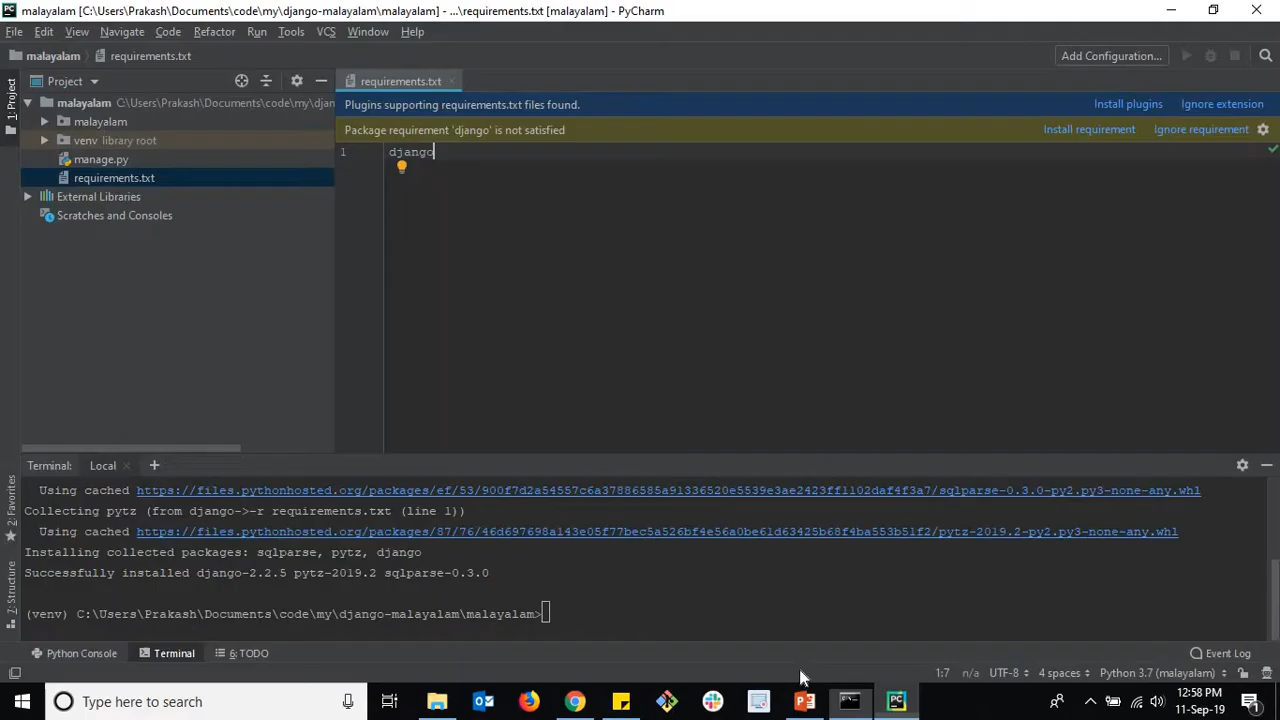 malayalam [C:\Users\Prakash\Documents\code\my\django-malayalam\malayalam] - ...\requirements.txt [malayalam] - PyCharm
File Edit View Navigate Code Refactor Run Tools VCS Window Help
malayalam requirements.txt Add Configuration...
1: Project
Project requirements.txt
malayalam C:\Users\Prakash\Documents\code\my\djan
Plugins supporting requirements.txt files found. Install plugins Ignore extension
malayalam
Package requirement 'django' is not satisfied Install requirement Ignore requirement
venv library root
1 django
manage.py
requirements.txt
External Libraries
Scratches and Consoles
Terminal: Local +
2: Favorites
7: Structure
Using cached https://files.pythonhosted.org/packages/ef/53/900f7d2a54557c6a37886585a91336520e5539e3ae2423ff1102daf4f3a7/sqlparse-0.3.0-py2.py3-none-any.whl
Collecting pytz (from django->-r requirements.txt (line 1))
Using cached https://files.pythonhosted.org/packages/87/76/46d697698a143e05f77bec5a526bf4e56a0be61d63425b68f4ba553b51f2/pytz-2019.2-py2.py3-none-any.whl
Installing collected packages: sqlparse, pytz, django
Successfully installed django-2.2.5 pytz-2019.2 sqlparse-0.3.0
(venv) C:\Users\Prakash\Documents\code\my\django-malayalam\malayalam>
Python Console Terminal 6: TODO Event Log
1:7 n/a UTF-8 4 spaces Python 3.7 (malayalam)
Type here to search
12:58 PM
11-Sep-19